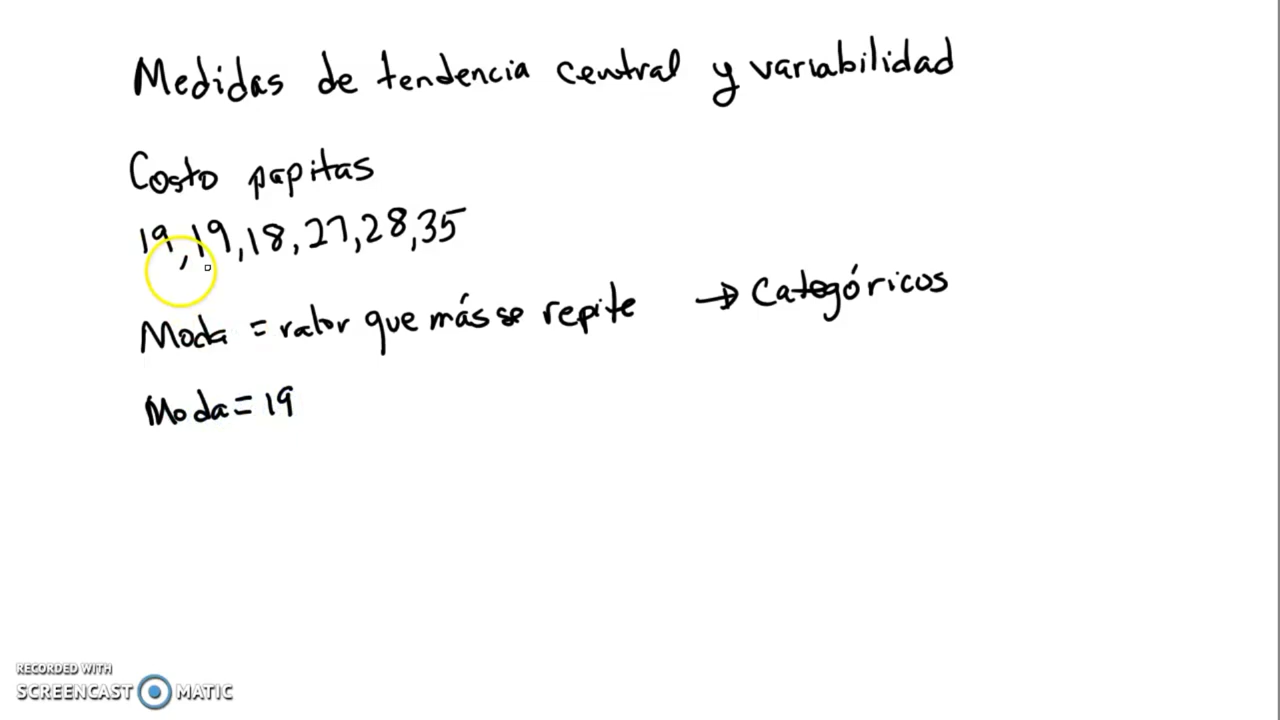 Medidas de tendencia central y variabilidad
Costo papitas
19, 19, 18, 27, 28, 35
Moda = valor que más se repite → Categóricos
Moda = 19
RECORDED WITH
SCREENCAST MATIC